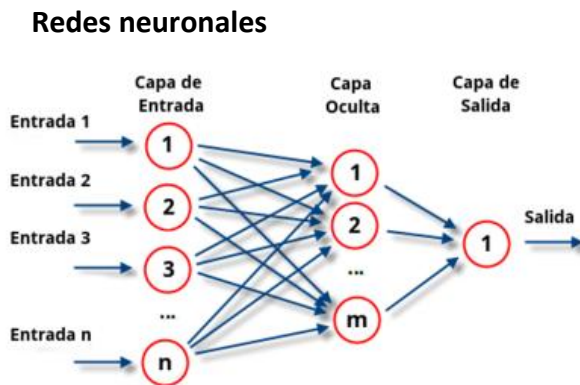 Redes neuronales
Capa de
Entrada
Capa
Oculta
Capa de
Salida
Entrada 1
1
Entrada 2
2
Entrada 3
3
...
Entrada n
n
1
2
...
m
1
Salida